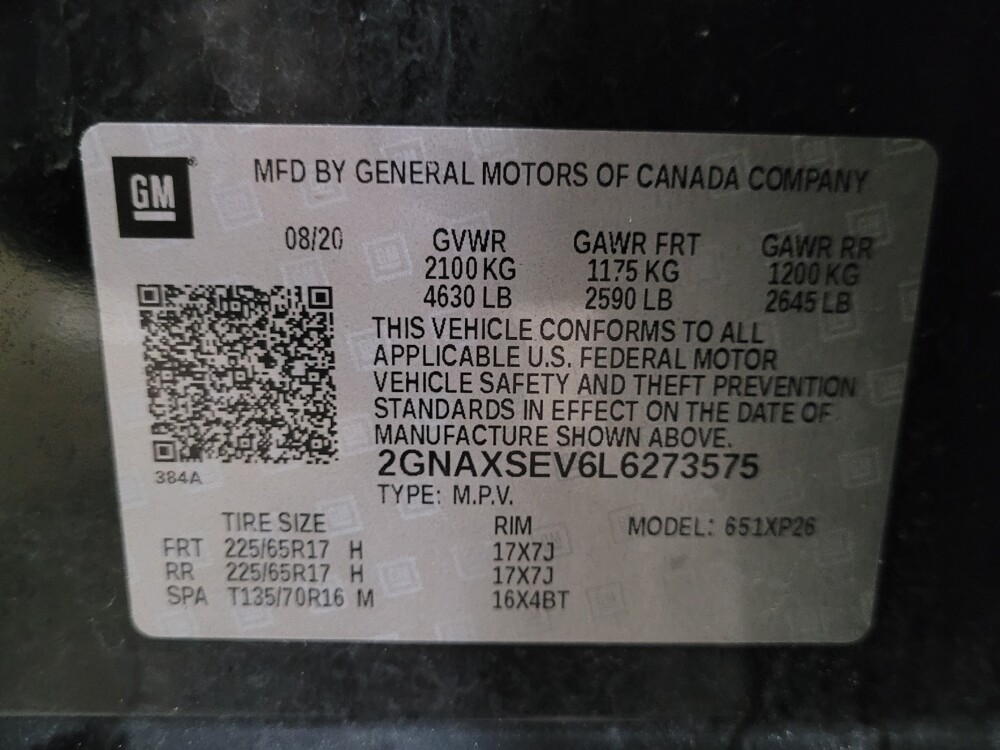 GM
MFD BY GENERAL MOTORS OF CANADA COMPANY
08/20 GVWR GAWR FRT GAWR RR
2100 KG 1175 KG 1200 KG
4630 LB 2590 LB 2645 LB
THIS VEHICLE CONFORMS TO ALL
APPLICABLE U.S. FEDERAL MOTOR
VEHICLE SAFETY AND THEFT PREVENTION
STANDARDS IN EFFECT ON THE DATE OF
MANUFACTURE SHOWN ABOVE.
2GNAXSEV6L6273575
384A
TYPE: M.P.V.
TIRE SIZE RIM MODEL: 651XP26
FRT 225/65R17 H 17X7J
RR 225/65R17 H 17X7J
SPA T135/70R16 M 16X4BT